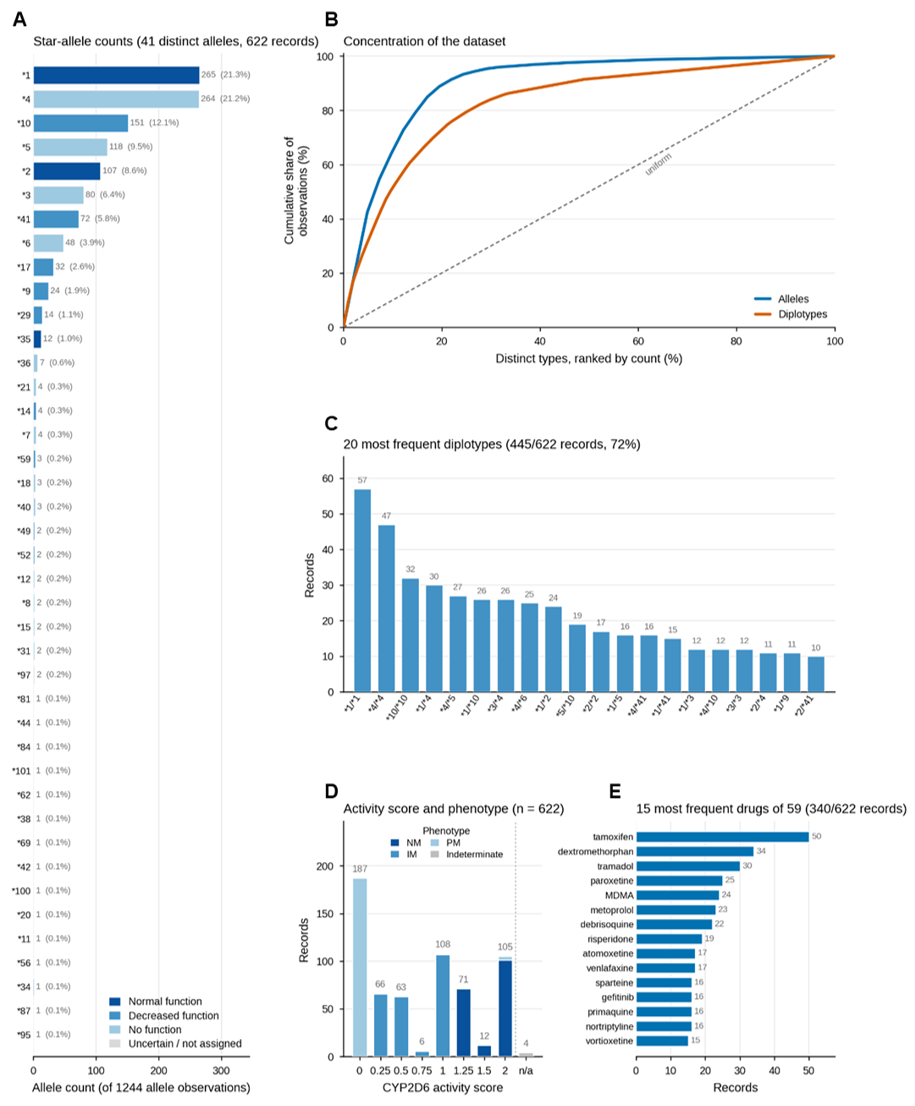 A
Star-allele counts (41 distinct alleles, 622 records)
*1 265 (21.3%)
*4 264 (21.2%)
*10 151 (12.1%)
*5 118 (9.5%)
*2 107 (8.6%)
*3 80 (6.4%)
*41 72 (5.8%)
*6 48 (3.9%)
*17 32 (2.6%)
*9 24 (1.9%)
*29 14 (1.1%)
*35 12 (1.0%)
*36 7 (0.6%)
*21 4 (0.3%)
*14 4 (0.3%)
*7 4 (0.3%)
*59 3 (0.2%)
*18 3 (0.2%)
*40 3 (0.2%)
*49 2 (0.2%)
*52 2 (0.2%)
*12 2 (0.2%)
*8 2 (0.2%)
*15 2 (0.2%)
*31 2 (0.2%)
*97 2 (0.2%)
*81 1 (0.1%)
*44 1 (0.1%)
*84 1 (0.1%)
*101 1 (0.1%)
*62 1 (0.1%)
*38 1 (0.1%)
*69 1 (0.1%)
*42 1 (0.1%)
*100 1 (0.1%)
*20 1 (0.1%)
*11 1 (0.1%)
*56 1 (0.1%)
*34 1 (0.1%)
*87 1 (0.1%)
*95 1 (0.1%)
Normal function
Decreased function
No function
Uncertain / not assigned
0 100 200 300
Allele count (of 1244 allele observations)
B
Concentration of the dataset
Cumulative share of
observations (%)
100
80
60
40
20
0
uniform
Alleles
Diplotypes
0 20 40 60 80 100
Distinct types, ranked by count (%)
C
20 most frequent diplotypes (445/622 records, 72%)
Records
60
50
40
30
20
10
0
57 47 32 30 27 26 26 25 24 19 17 16 16 15 12 12 12 11 11 10
*1/*1 *4/*4 *10/*10 *1/*4 *4/*5 *1/*10 *3/*4 *4/*6 *1/*2 *5/*10 *2/*2 *1/*5 *4/*41 *1/*41 *1/*3 *4/*10 *3/*3 *2/*4 *1/*9 *2/*41
D
Activity score and phenotype (n = 622)
Phenotype
NM PM
IM Indeterminate
Records
200
150
100
50
0
187 66 63 6 108 71 12 105 4
0 0.25 0.5 0.75 1 1.25 1.5 2 n/a
CYP2D6 activity score
E
15 most frequent drugs of 59 (340/622 records)
tamoxifen 50
dextromethorphan 34
tramadol 30
paroxetine 25
MDMA 24
metoprolol 23
debrisoquine 22
risperidone 19
atomoxetine 17
venlafaxine 17
sparteine 16
gefitinib 16
primaquine 16
nortriptyline 16
vortioxetine 15
0 10 20 30 40 50
Records